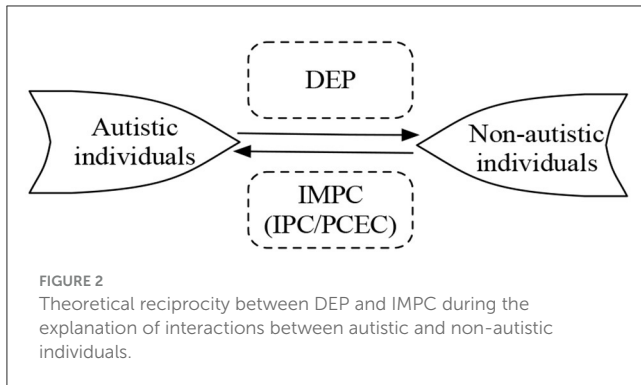 DEP
Autistic
individuals
Non-autistic
individuals
IMPC
(IPC/PCEC)
FIGURE 2
Theoretical reciprocity between DEP and IMPC during the
explanation of interactions between autistic and non-autistic
individuals.